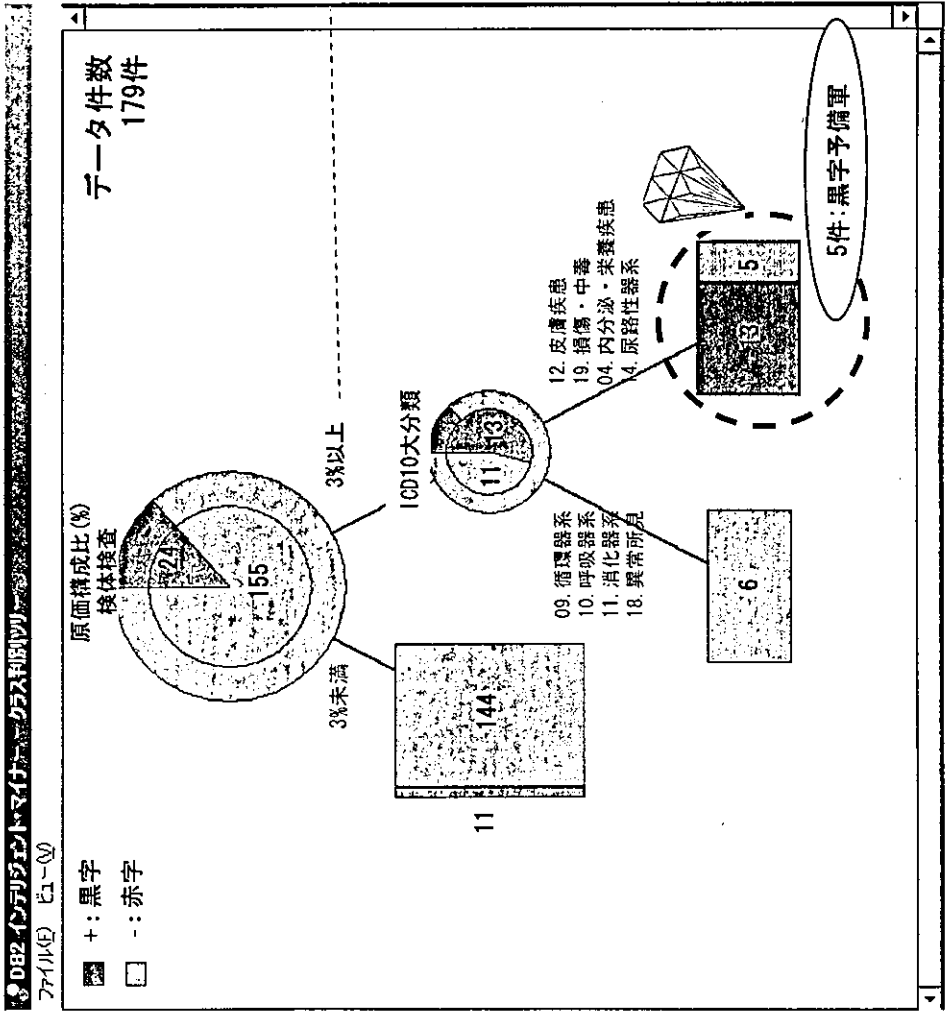 DB2 インテリジェント・マイナー - クラス判別ツリー
ファイル(F) ビュー(V)
+:黒字
-:赤字
データ件数
179件
原価構成比(%)
検体検査
24
155
3%未満
3%以上
11
144
ICD10大分類
11
13
09. 循環器系
10. 呼吸器系
11. 消化器系
18. 異常所見
12. 皮膚疾患
19. 損傷・中毒
04. 内分泌・栄養疾患
14. 尿路性器系
6
13
5
5件:黒字予備軍